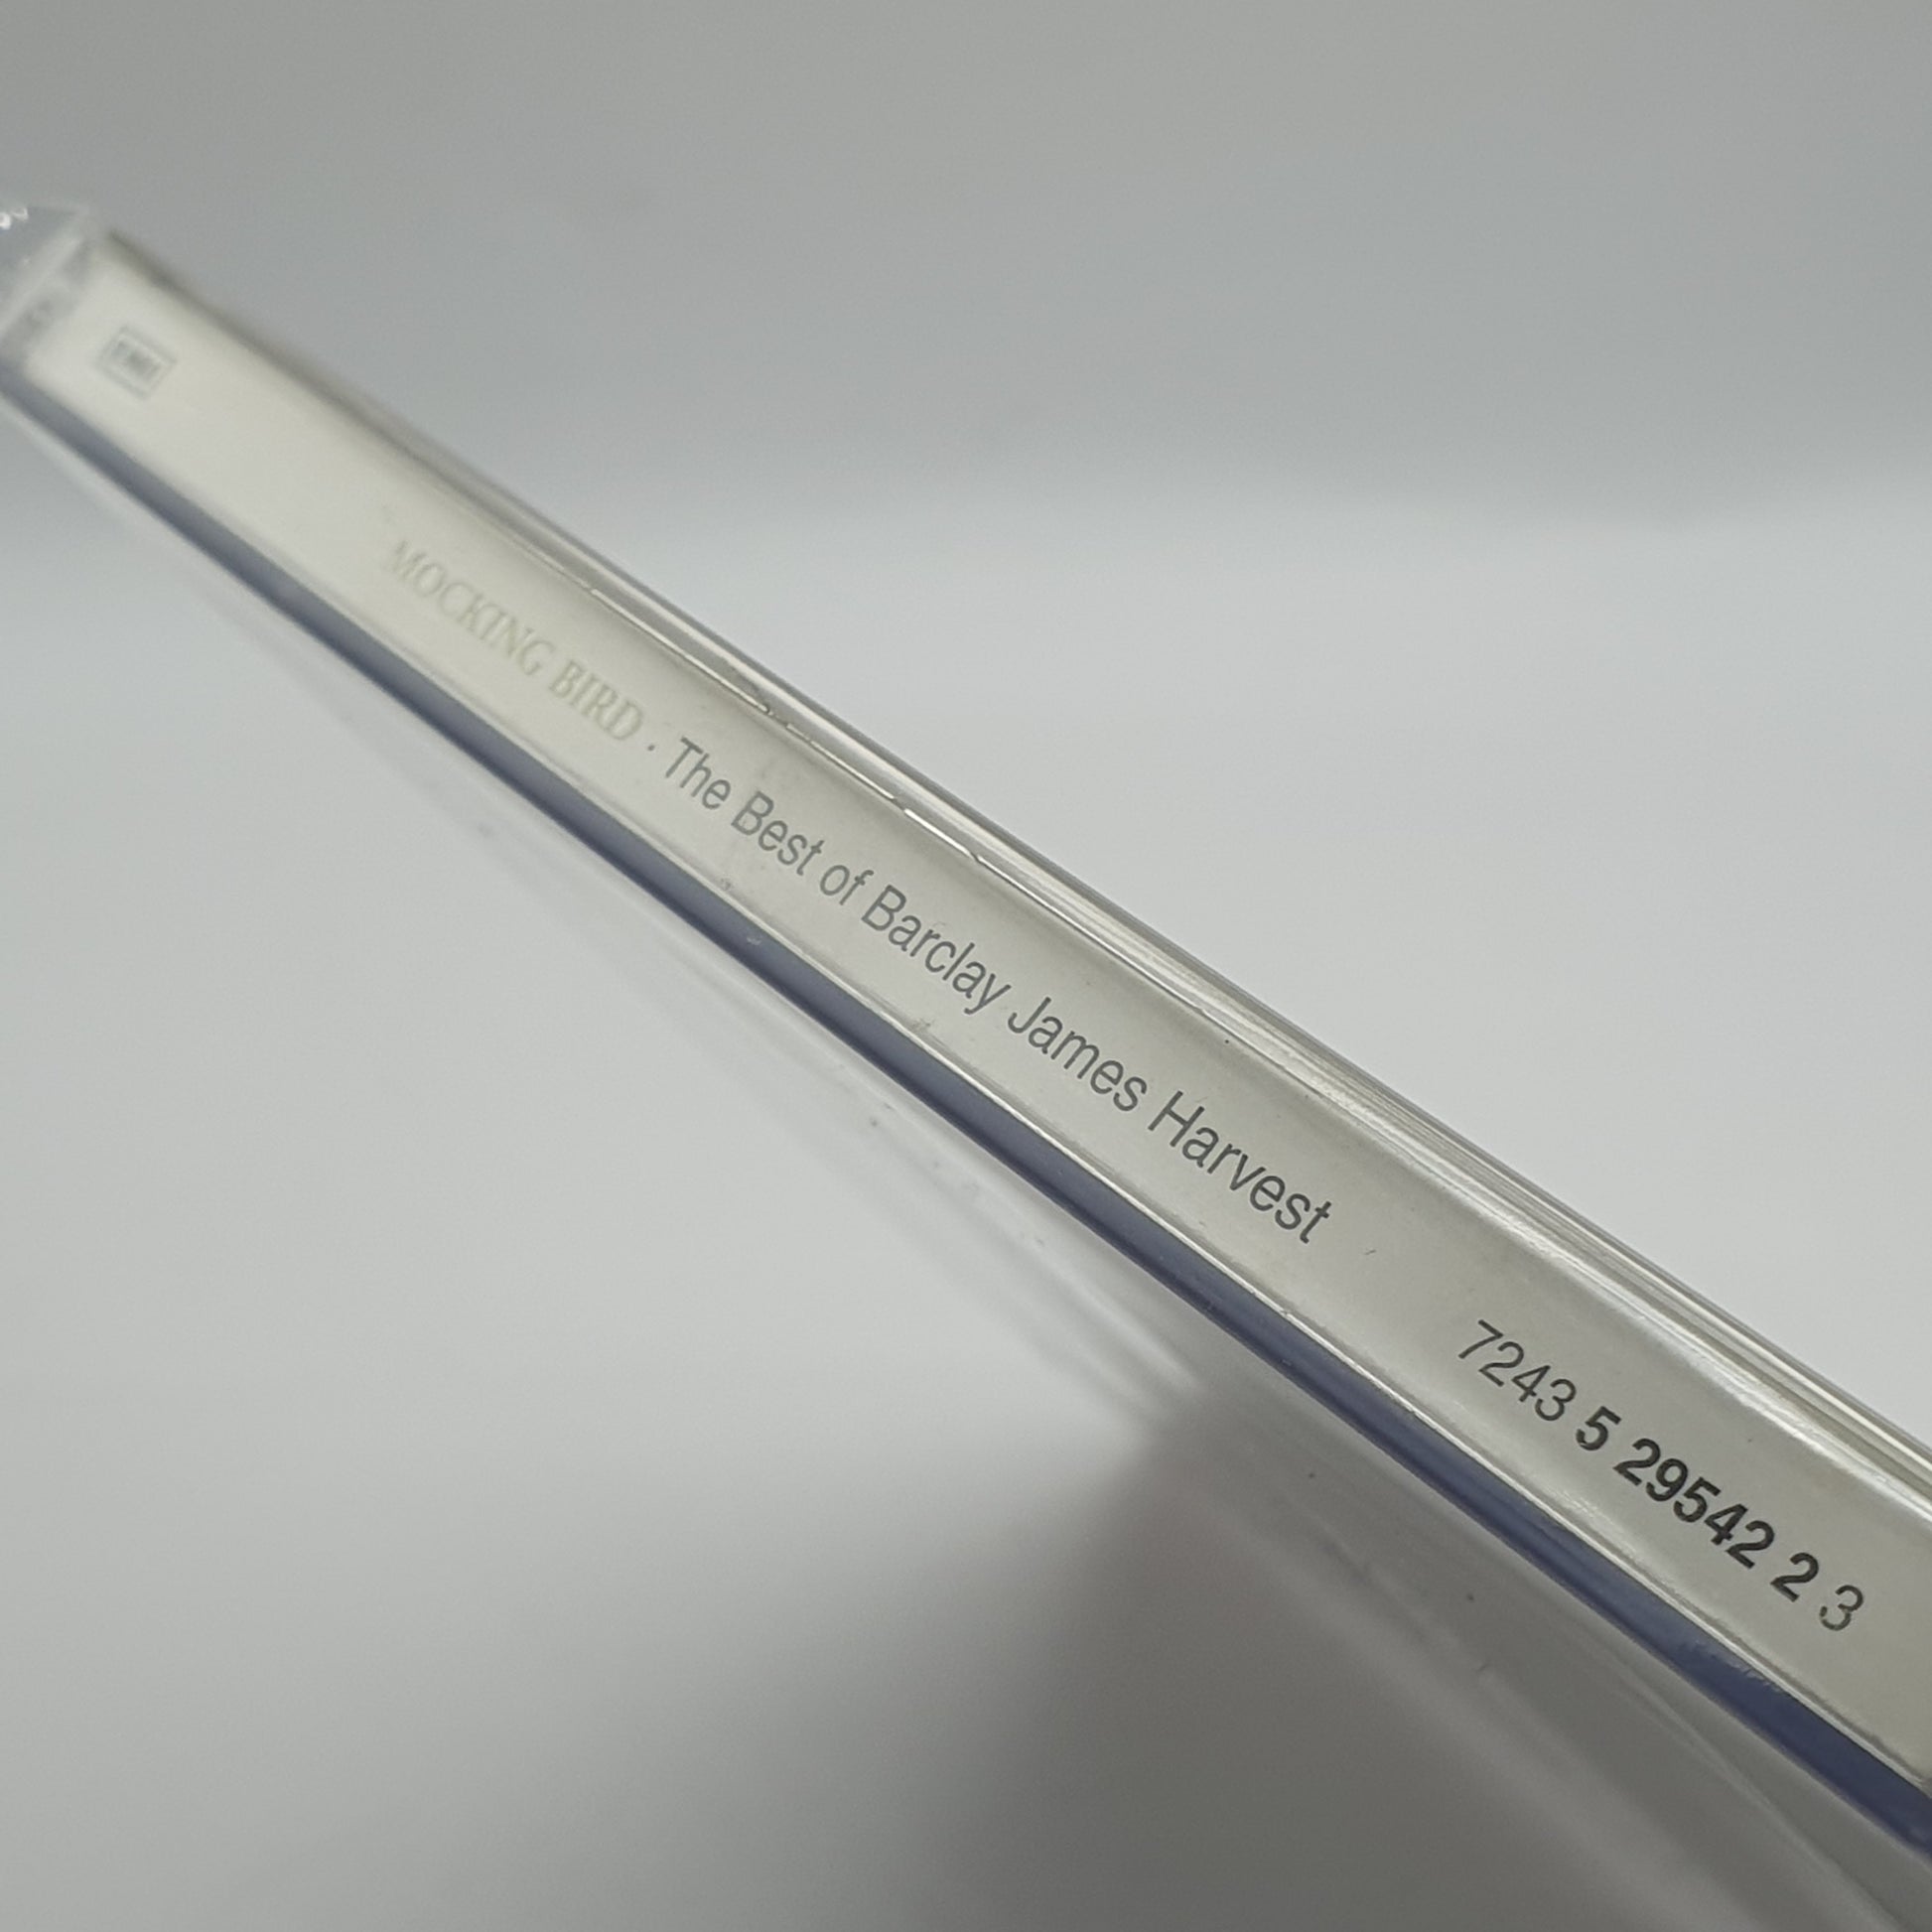 EMI
MOCKING BIRD · The Best of Barclay James Harvest 7243 5 29542 2 3